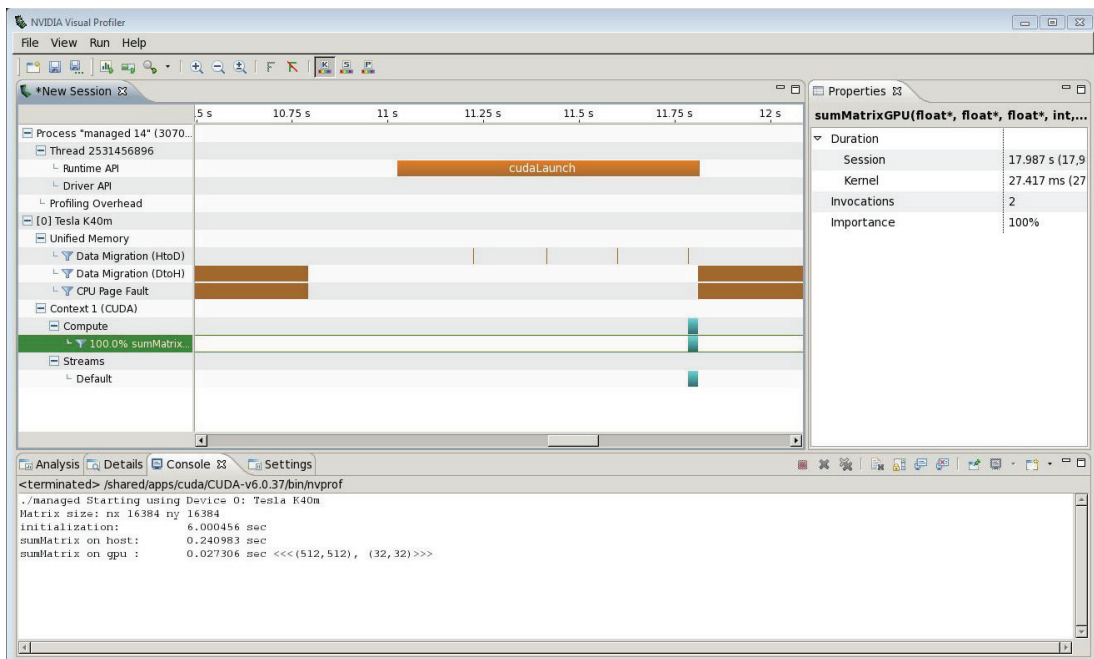 NVIDIA Visual Profiler
File View Run Help
*New Session
Properties
.5 s 10.75 s 11 s 11.25 s 11.5 s 11.75 s 12 s
sumMatrixGPU(float*, float*, float*, int,...
Process "managed 14" (3070...
Thread 2531456896
Runtime API
cudaLaunch
Driver API
Profiling Overhead
[0] Tesla K40m
Unified Memory
Data Migration (HtoD)
Data Migration (DtoH)
CPU Page Fault
Context 1 (CUDA)
Compute
100.0% sumMatrix...
Streams
Default
Duration
Session 17.987 s (17,9
Kernel 27.417 ms (27
Invocations 2
Importance 100%
Analysis Details Console Settings
<terminated> /shared/apps/cuda/CUDA-v6.0.37/bin/nvprof
./managed Starting using Device 0: Tesla K40m
Matrix size: nx 16384 ny 16384
initialization: 6.000456 sec
sumMatrix on host: 0.240983 sec
sumMatrix on gpu : 0.027306 sec <<<(512,512), (32,32)>>>